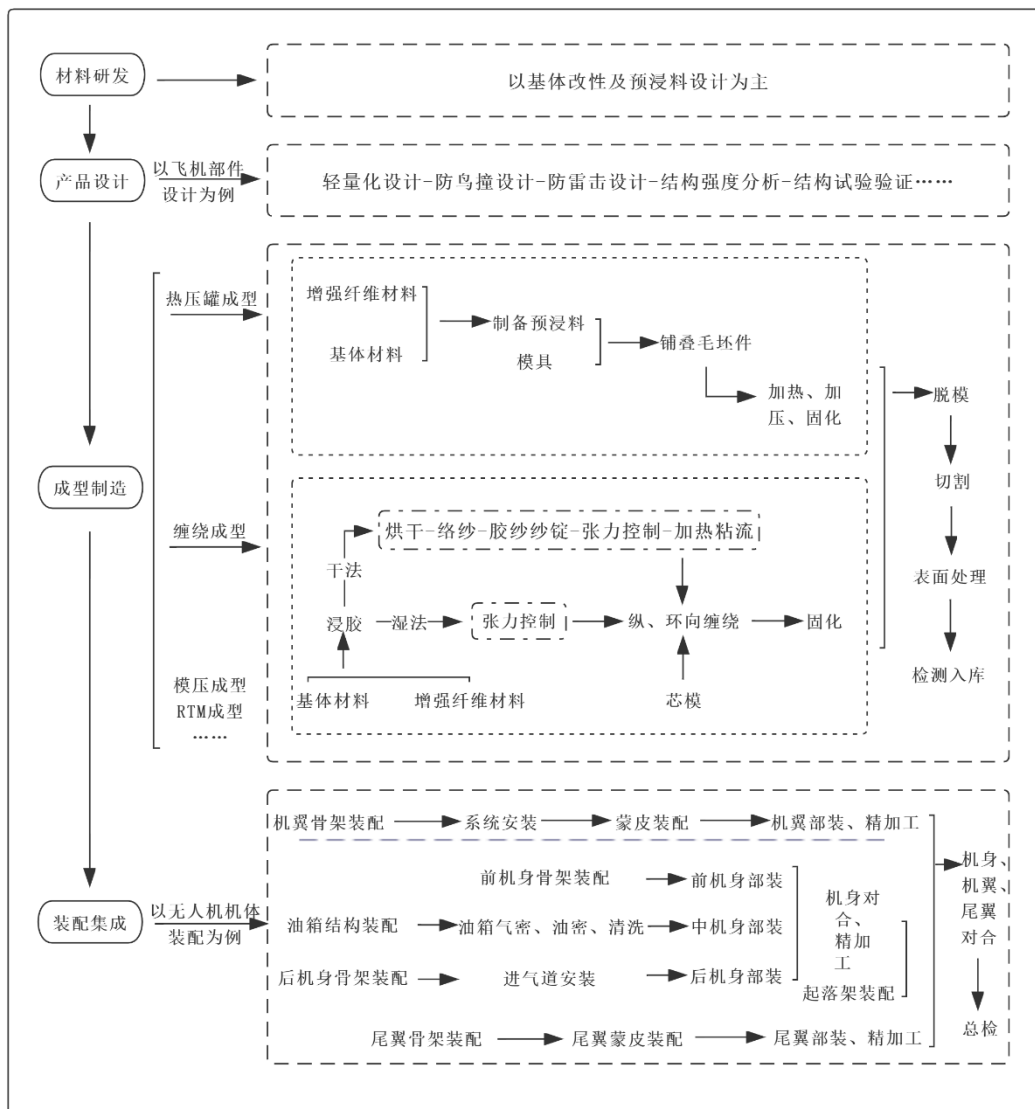 材料研发
以基体改性及预浸料设计为主
产品设计
以飞机部件
设计为例
轻量化设计-防鸟撞设计-防雷击设计-结构强度分析-结构试验验证……
成型制造
热压罐成型
增强纤维材料
基体材料
制备预浸料
模具
铺叠毛坯件
加热、加
压、固化
缠绕成型
烘干-络纱-胶纱纱锭-张力控制-加热粘流
干法
浸胶
湿法
张力控制
纵、环向缠绕
固化
基体材料
增强纤维材料
芯模
模压成型
RTM成型
……
脱模
切割
表面处理
检测入库
装配集成
以无人机机体
装配为例
机翼骨架装配
系统安装
蒙皮装配
机翼部装、精加工
前机身骨架装配
前机身部装
油箱结构装配
油箱气密、油密、清洗
中机身部装
后机身骨架装配
进气道安装
后机身部装
机身对
合、
精加
工
起落架装配
尾翼骨架装配
尾翼蒙皮装配
尾翼部装、精加工
机身、
机翼、
尾翼
对合
总检